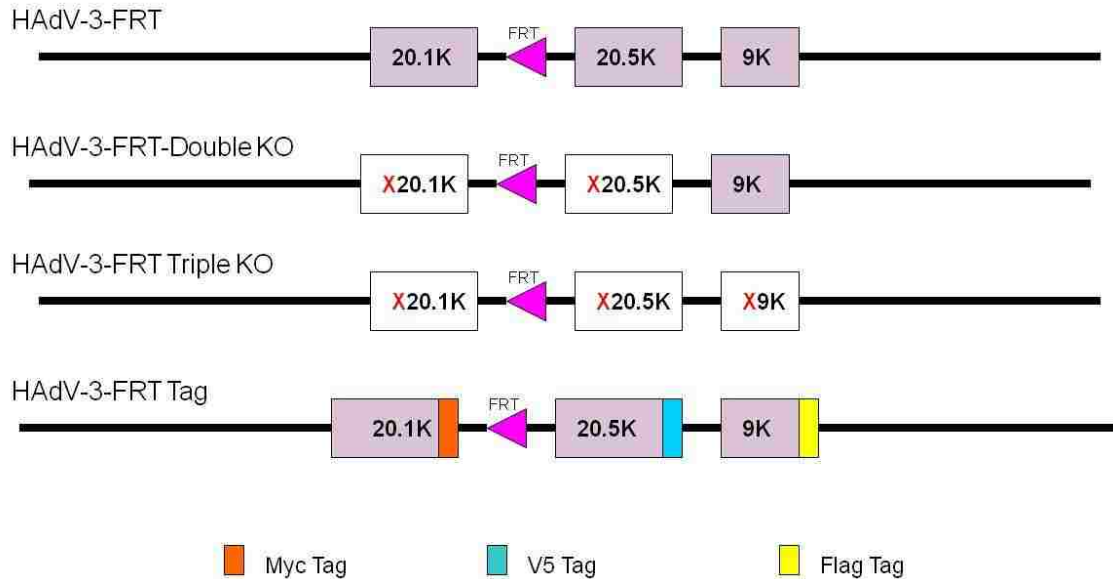 HAdV-3-FRT
FRT
20.1K 20.5K 9K
HAdV-3-FRT-Double KO
FRT
X20.1K X20.5K 9K
HAdV-3-FRT Triple KO
FRT
X20.1K X20.5K X9K
HAdV-3-FRT Tag
FRT
20.1K 20.5K 9K
Myc Tag V5 Tag Flag Tag